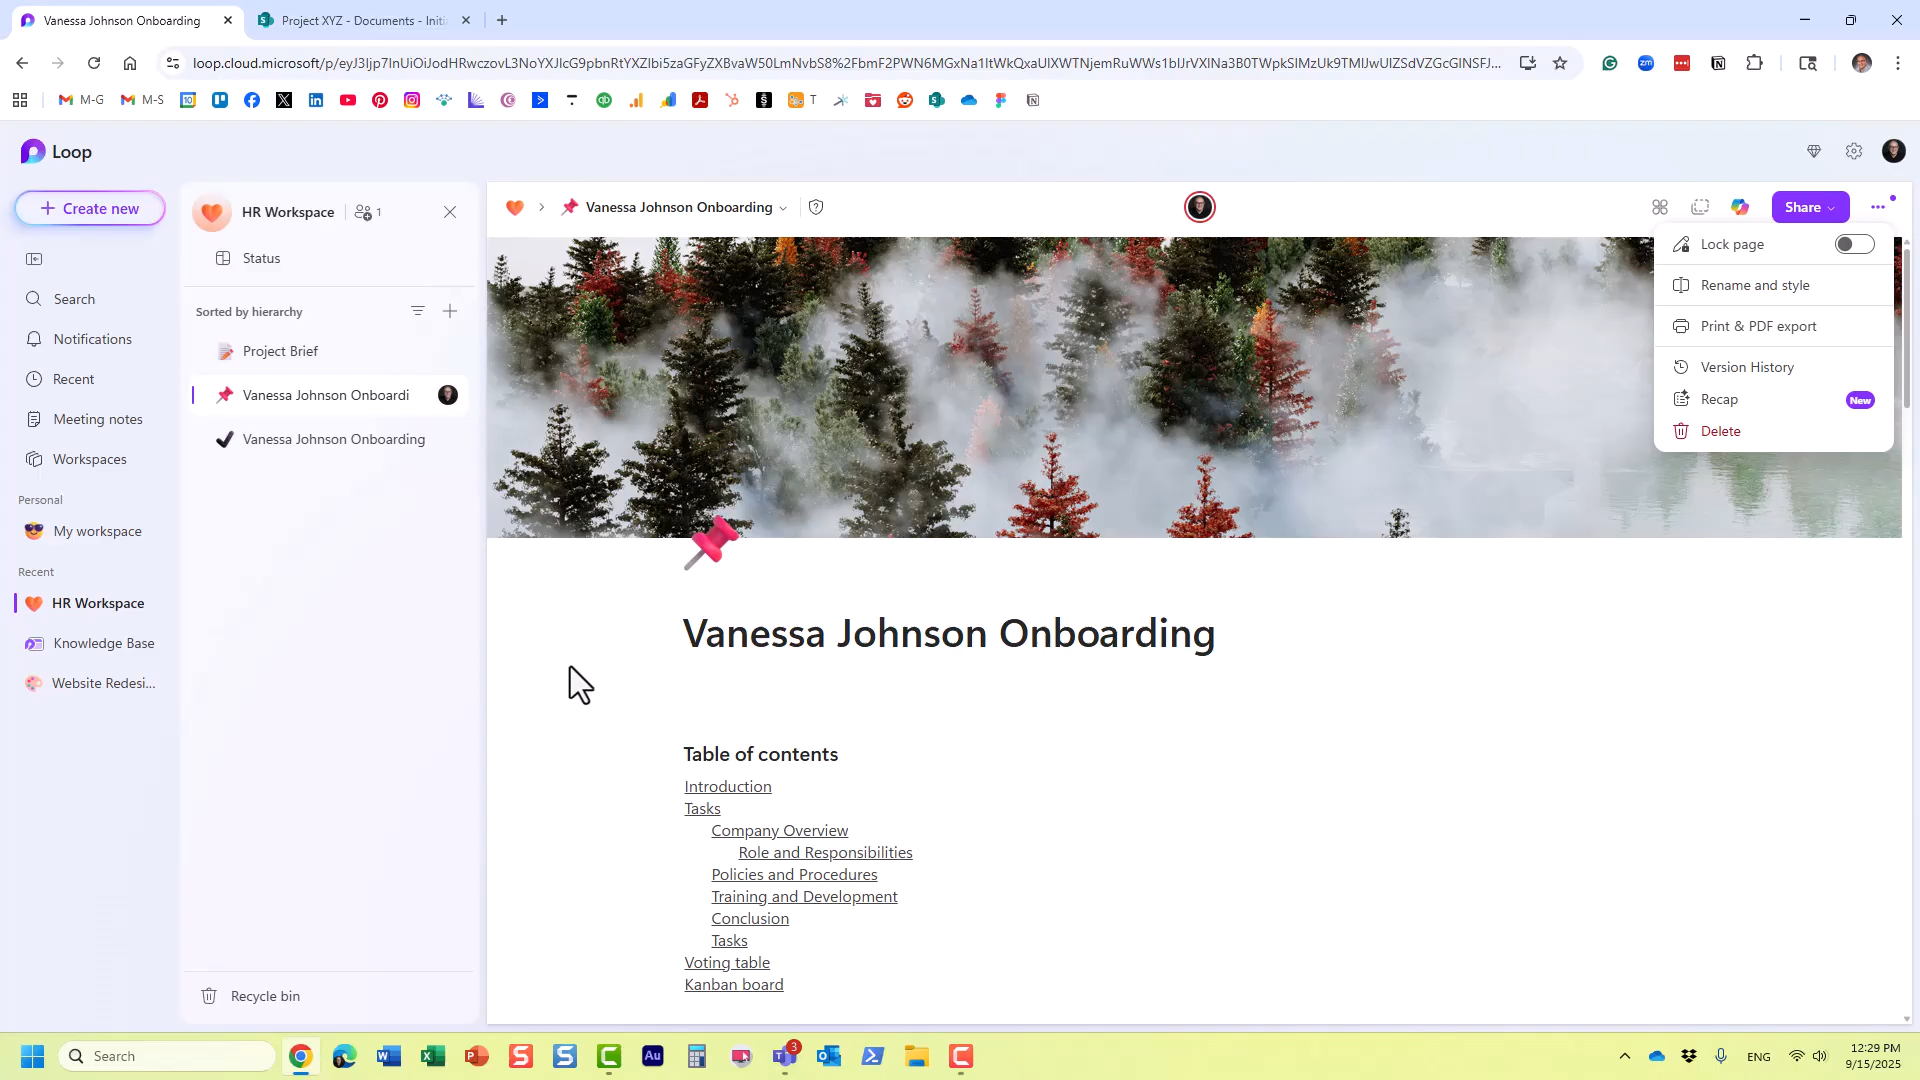 Vanessa Johnson Onboarding
Project XYZ - Documents - Initi
loop.cloud.microsoft/p/
M-G
M-S
T
Loop
Create new
HR Workspace
1
Vanessa Johnson Onboarding
Share
Status
Lock page
Search
Sorted by hierarchy
Rename and style
Notifications
Project Brief
Print & PDF export
Recent
Vanessa Johnson Onboardi
Version History
Meeting notes
Vanessa Johnson Onboarding
Recap
New
Workspaces
Delete
Personal
My workspace
Recent
HR Workspace
Knowledge Base
Website Redesi...
Vanessa Johnson Onboarding
Table of contents
Introduction
Tasks
Company Overview
Role and Responsibilities
Policies and Procedures
Training and Development
Conclusion
Tasks
Voting table
Kanban board
Recycle bin
Search
3
ENG
12:29 PM
9/15/2025